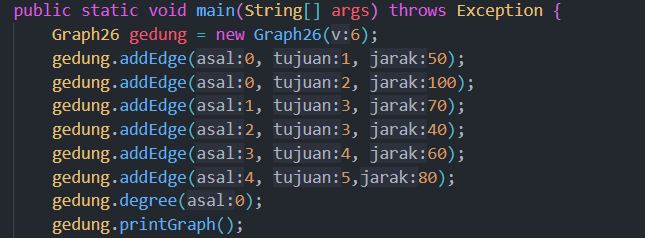 public static void main(String[] args) throws Exception {
Graph26 gedung = new Graph26(v:6);
gedung.addEdge(asal:0, tujuan:1, jarak:50);
gedung.addEdge(asal:0, tujuan:2, jarak:100);
gedung.addEdge(asal:1, tujuan:3, jarak:70);
gedung.addEdge(asal:2, tujuan:3, jarak:40);
gedung.addEdge(asal:3, tujuan:4, jarak:60);
gedung.addEdge(asal:4, tujuan:5,jarak:80);
gedung.degree(asal:0);
gedung.printGraph();